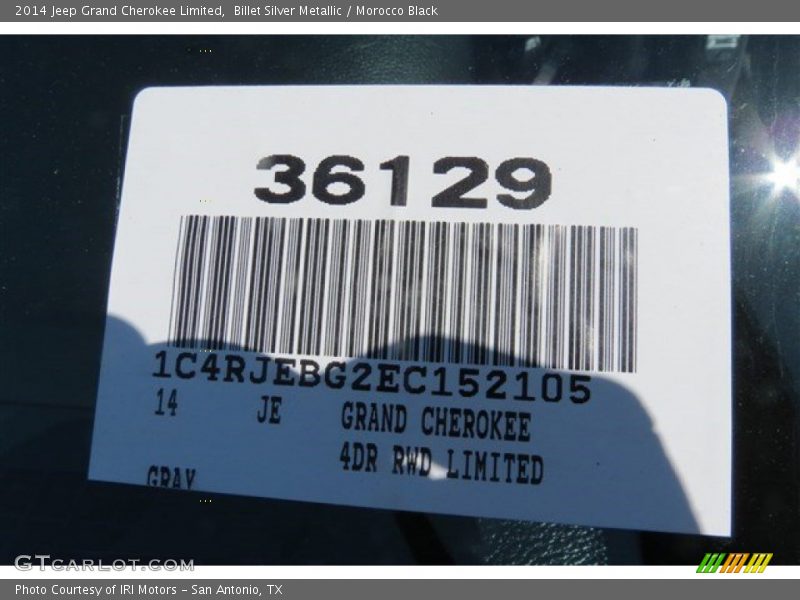 2014 Jeep Grand Cherokee Limited,  Billet Silver Metallic / Morocco Black
36129
1C4RJEBG2EC152105
14 JE GRAND CHEROKEE
4DR RWD LIMITED
GRAY
GTCARLOT.COM
Photo Courtesy of IRI Motors - San Antonio, TX